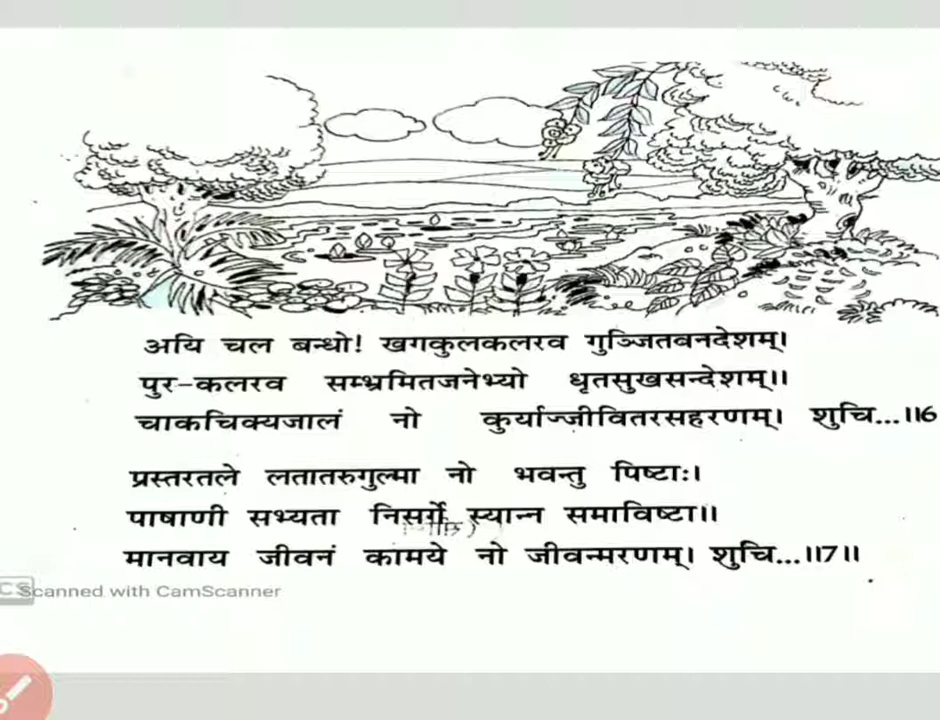 अयि चल बन्धो! खगकुलकलरव गुञ्जितवनदेशम्।
पुर-कलरव सम्भ्रमितजनेभ्यो धृतसुखसन्देशम्।।
चाकचिक्यजालं नो कुर्याज्जीवितरसहरणम्। शुचि...।।6
प्रस्तरतले लतातरुगुल्मा नो भवन्तु पिष्टाः।
पाषाणी सभ्यता निसर्गे स्यान्न समाविष्टा।।
मानवाय जीवनं कामये नो जीवन्मरणम्। शुचि...।।7।।
CS Scanned with CamScanner